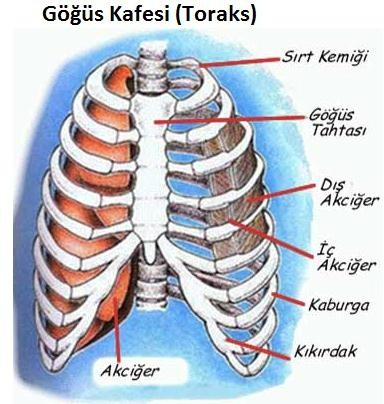 Göğüs Kafesi (Toraks)
Sırt Kemiği
Göğüs
Tahtası
Dış
Akciğer
İç
Akciğer
Kaburga
Kıkırdak
Akciğer